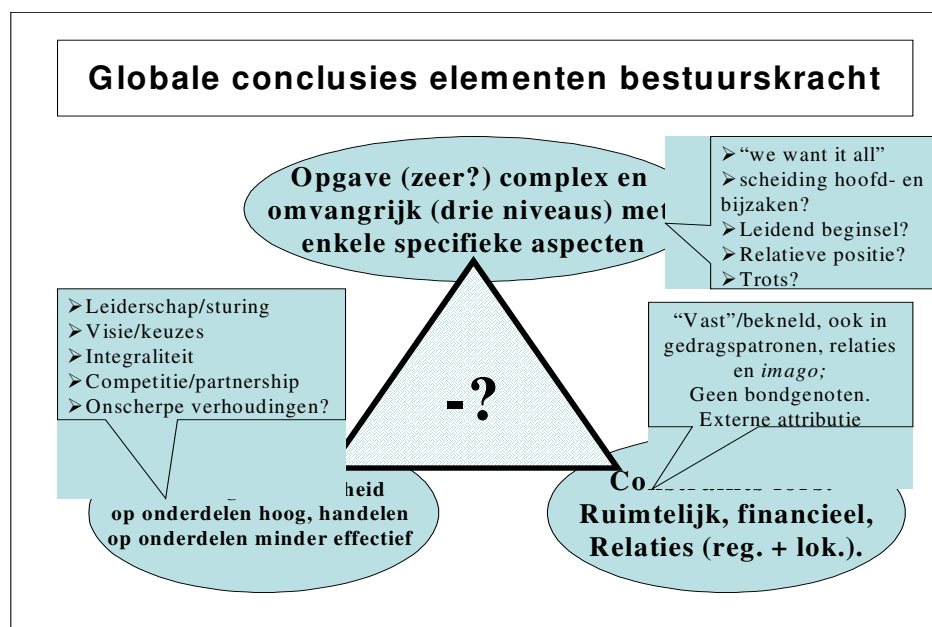 Globale conclusies elementen bestuurskracht
Opgave (zeer?) complex en
omvangrijk (drie niveaus) met
enkele specifieke aspecten
➢“we want it all”
➢scheiding hoofd- en
bijzaken?
➢Leidend beginsel?
➢Relatieve positie?
➢Trots?
➢Leiderschap/sturing
➢Visie/keuzes
➢Integraliteit
➢Competitie/partnership
➢Onscherpe verhoudingen?
“Vast”/bekneld, ook in
gedragspatronen, relaties
en imago;
Geen bondgenoten.
Externe attributie
-?
op onderdelen hoog, handelen
op onderdelen minder effectief
Ruimtelijk, financieel,
Relaties (reg. + lok.).